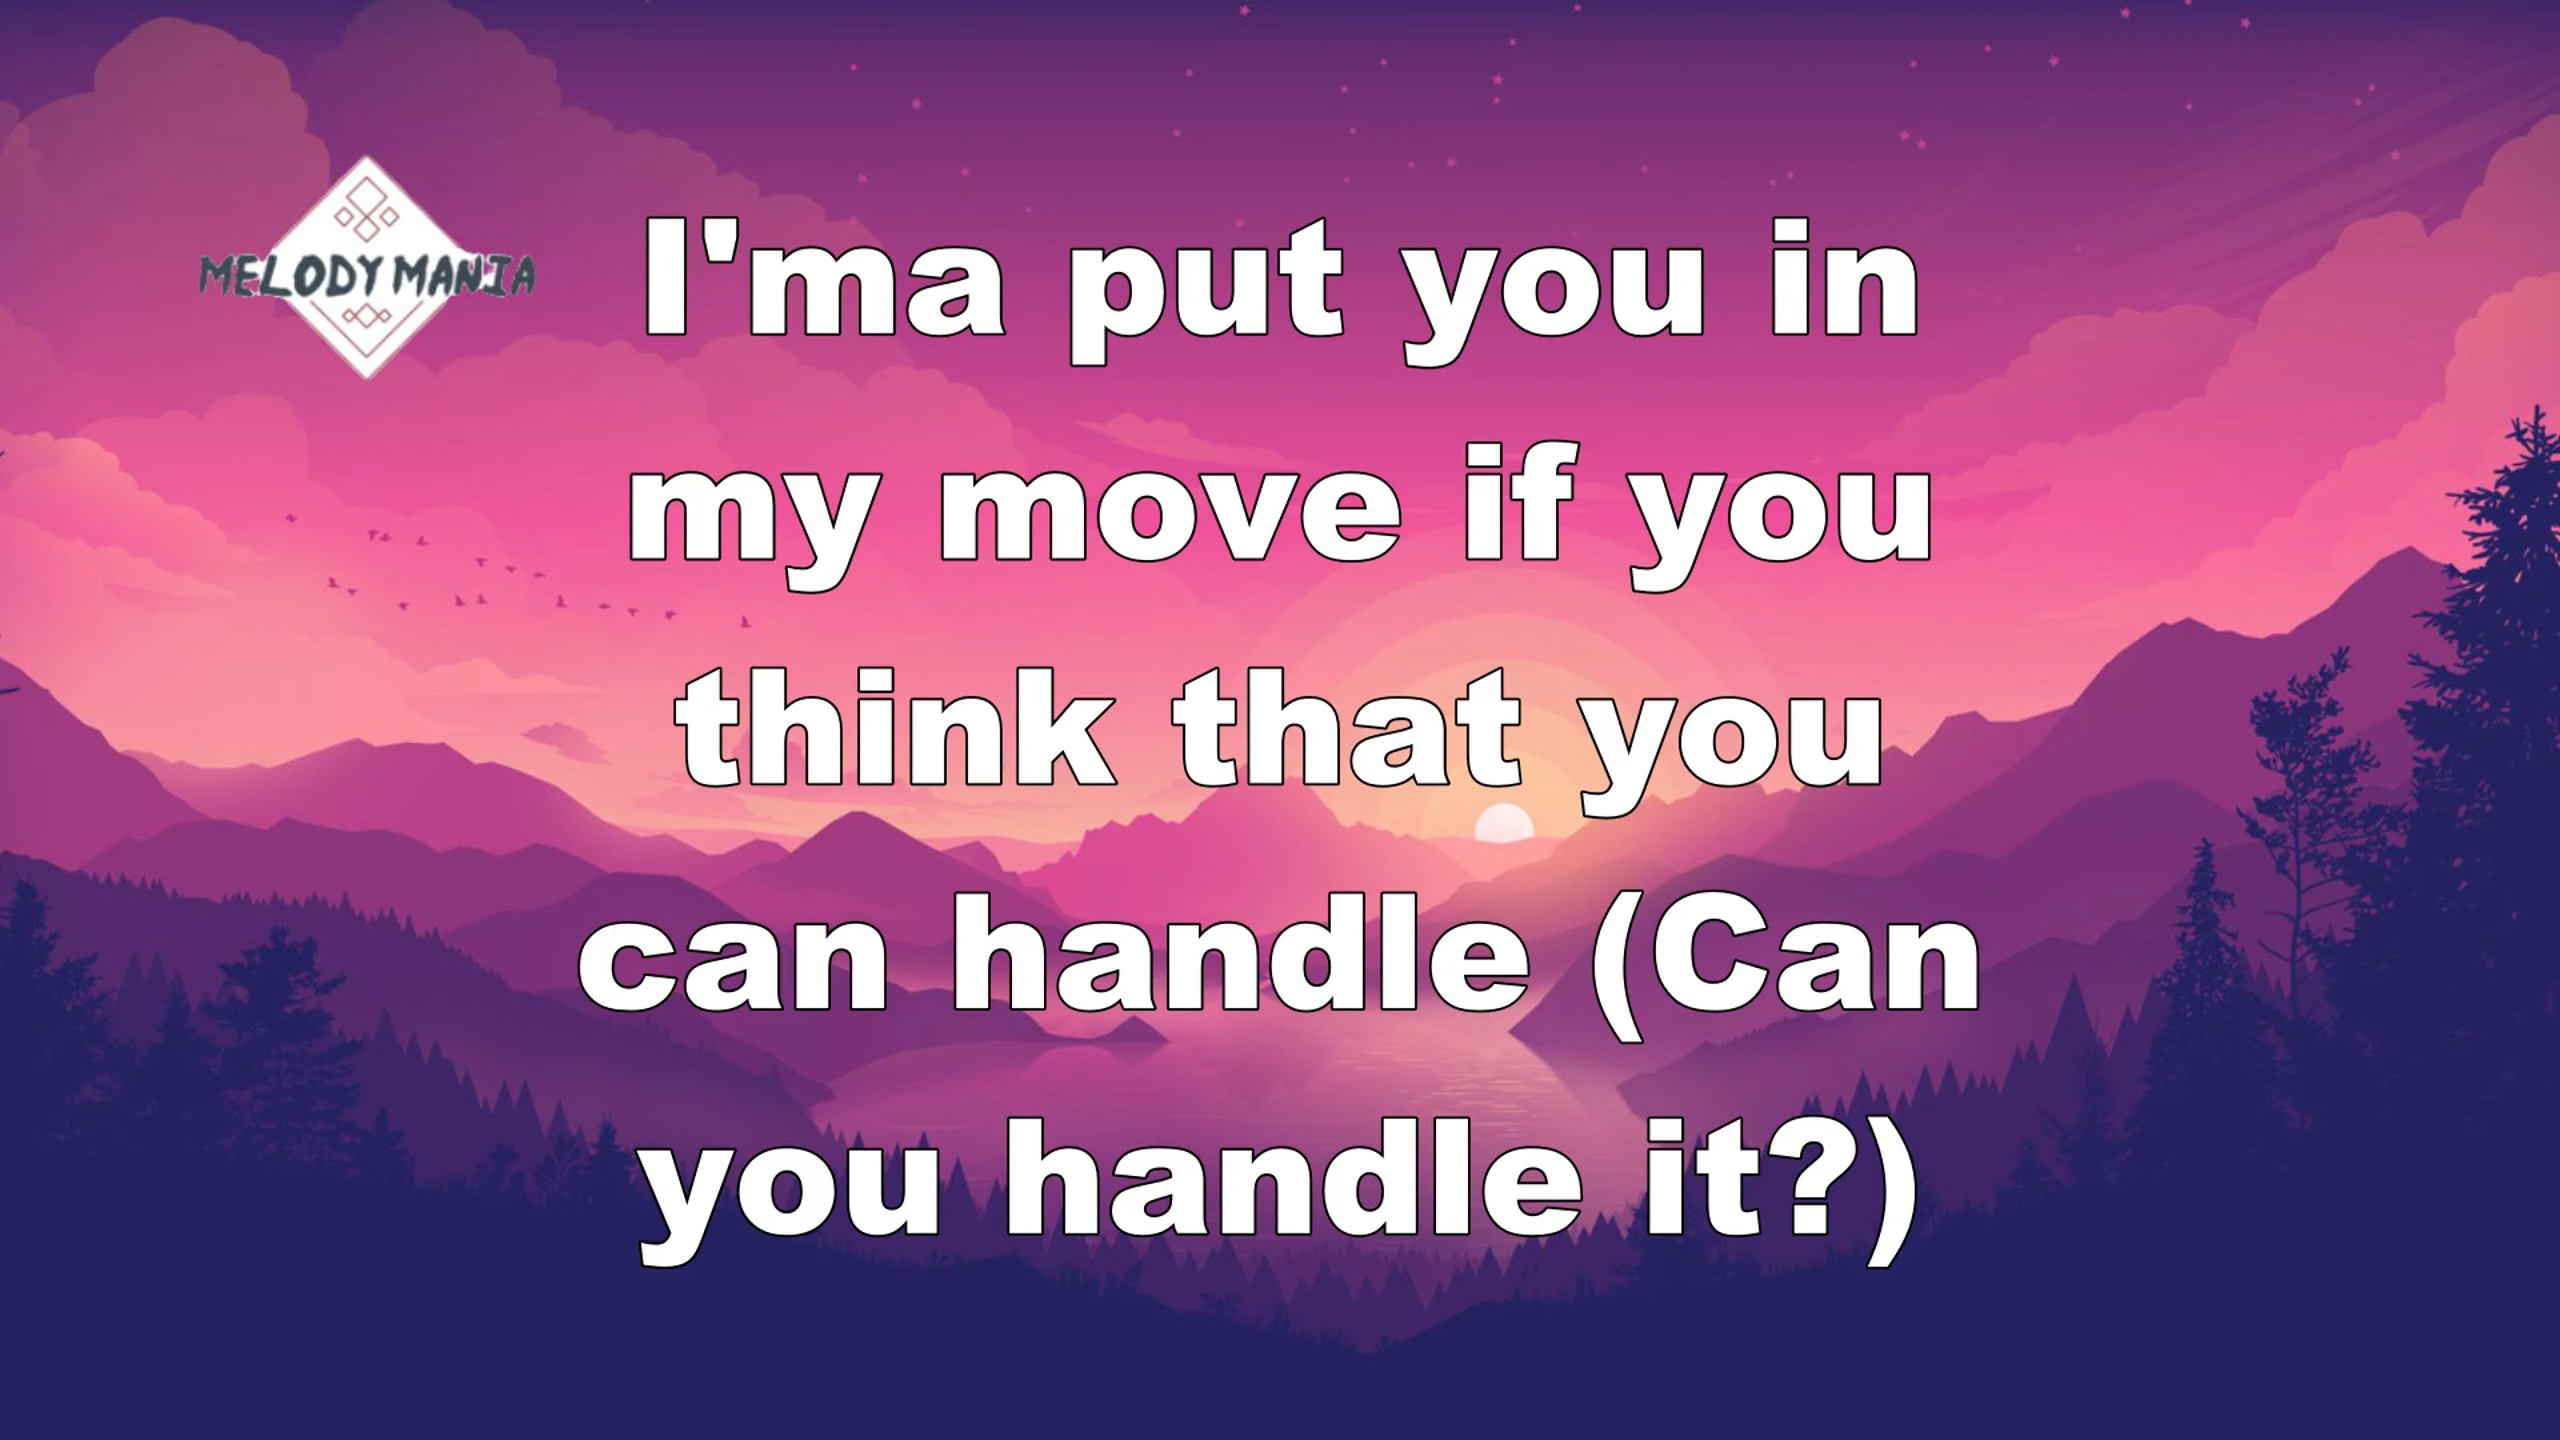 MELODY MANIA
I'ma put you in
my move if you
think that you
can handle (Can
you handle it?)